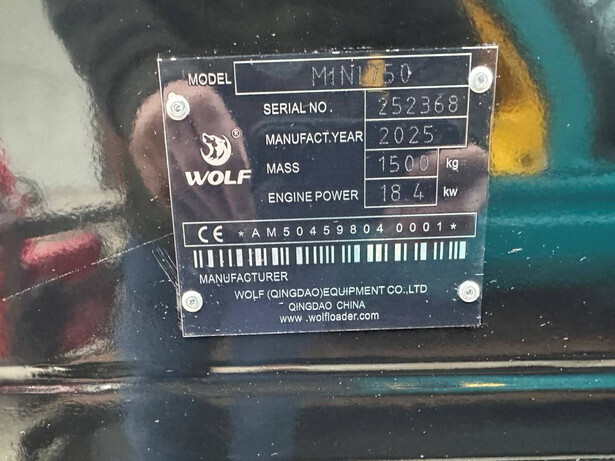 MODEL MINI750
SERIAL NO. 252368
MANUFACT.YEAR 2025
MASS 1500 kg
ENGINE POWER 18.4 kw
® WOLF
CE *AM50459804 0001*
MANUFACTURER
WOLF (QINGDAO)EQUIPMENT CO.,LTD
QINGDAO CHINA
www.wolfloader.com